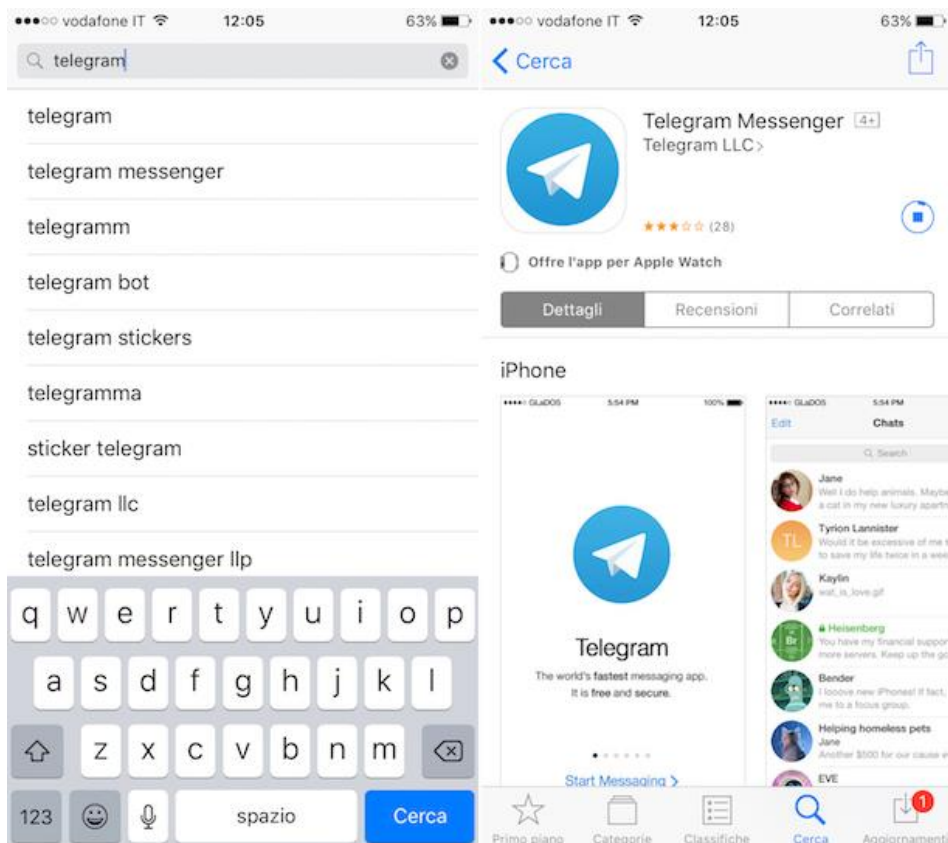 vodafone IT 12:05 63%
telegram
telegram
telegram messenger
telegramm
telegram bot
telegram stickers
telegramma
sticker telegram
telegram llc
telegram messenger llp
q w e r t y u i o p
a s d f g h j k l
z x c v b n m
123 spazio Cerca
vodafone IT 12:05 63%
Cerca
Telegram Messenger 4+
Telegram LLC>
(28)
Offre l'app per Apple Watch
Dettagli Recensioni Correlati
iPhone
GLaDOS 5:54 PM 100%
Telegram
The world's fastest messaging app.
It is free and secure.
Start Messaging >
GLaDOS 5:54 PM
Edit Chats
Search
Jane
Well I do help animals. Maybe
a cat in my new luxury
TL
Tyrion Lannister
Would it be excessive of me
to save my life twice in a
Kaylin
wat_is_love.gif
Br
Heisenberg
You have my financial
more servers. Keep up the
Bender
I looove new iPhones! If fact,
me to a focus group.
Helping homeless pets
Jane
Another $500 for our cause
EVE
Primo piano Categorie Classifiche Cerca Aggiornamenti
1